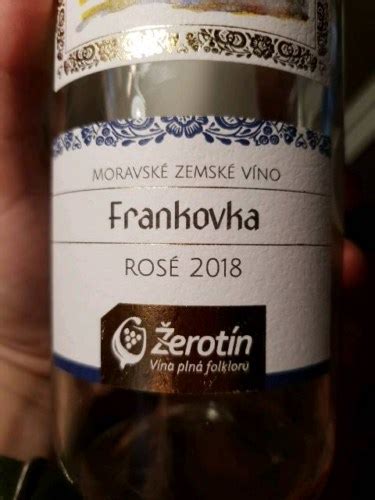 MORAVSKÉ ZEMSKÉ VÍNO
Frankovka
ROSÉ 2018
Žerotín
Vína plná folkloru